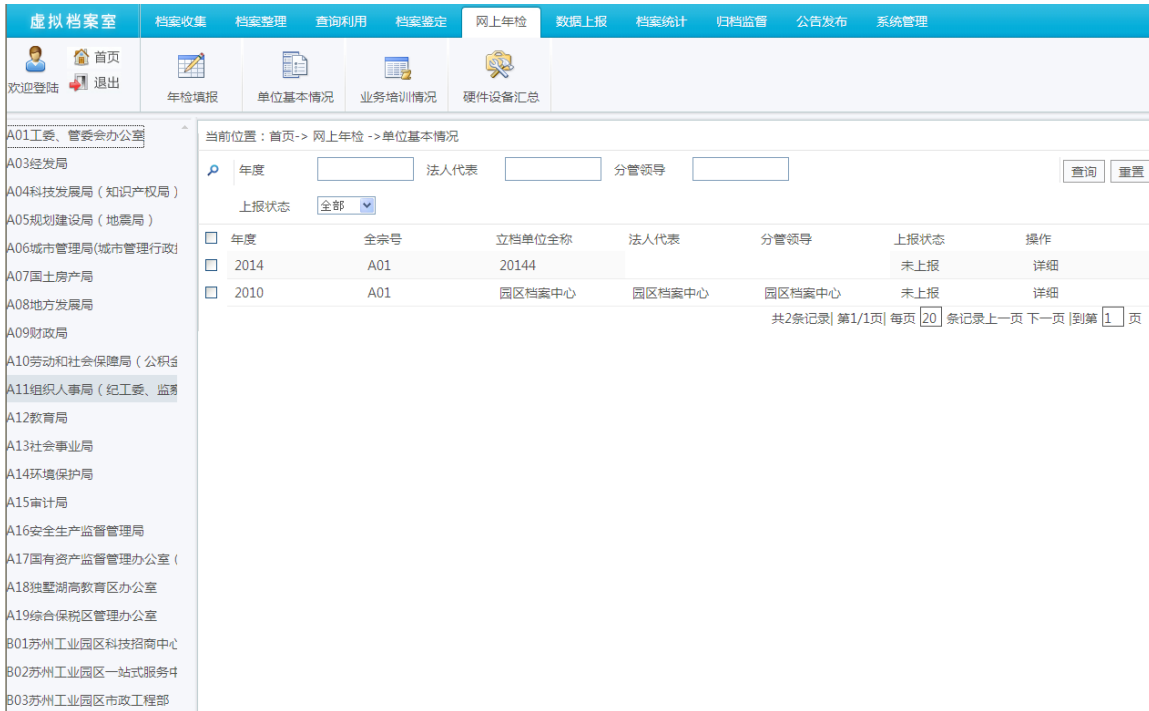 虚拟档案室 档案收集 档案整理 查询利用 档案鉴定 网上年检 数据上报 档案统计 归档监督 公告发布 系统管理
首页
欢迎登陆 退出
年检填报 单位基本情况 业务培训情况 硬件设备汇总
当前位置：首页-> 网上年检 ->单位基本情况
年度 法人代表 分管领导 查询 重置
上报状态 全部
年度 全宗号 立档单位全称 法人代表 分管领导 上报状态 操作
2014 A01 20144 未上报 详细
2010 A01 园区档案中心 园区档案中心 园区档案中心 未上报 详细
共2条记录| 第1/1页| 每页 20 条记录上一页 下一页 |到第 1 页
A01工委、管委会办公室
A03经发局
A04科技发展局（知识产权局）
A05规划建设局（地震局）
A06城市管理局(城市管理行政
A07国土房产局
A08地方发展局
A09财政局
A10劳动和社会保障局（公积
A11组织人事局（纪工委、监
A12教育局
A13社会事业局
A14环境保护局
A15审计局
A16安全生产监督管理局
A17国有资产监督管理办公室（
A18独墅湖高教育区办公室
A19综合保税区管理办公室
B01苏州工业园区科技招商中心
B02苏州工业园区一站式服务中
B03苏州工业园区市政工程部